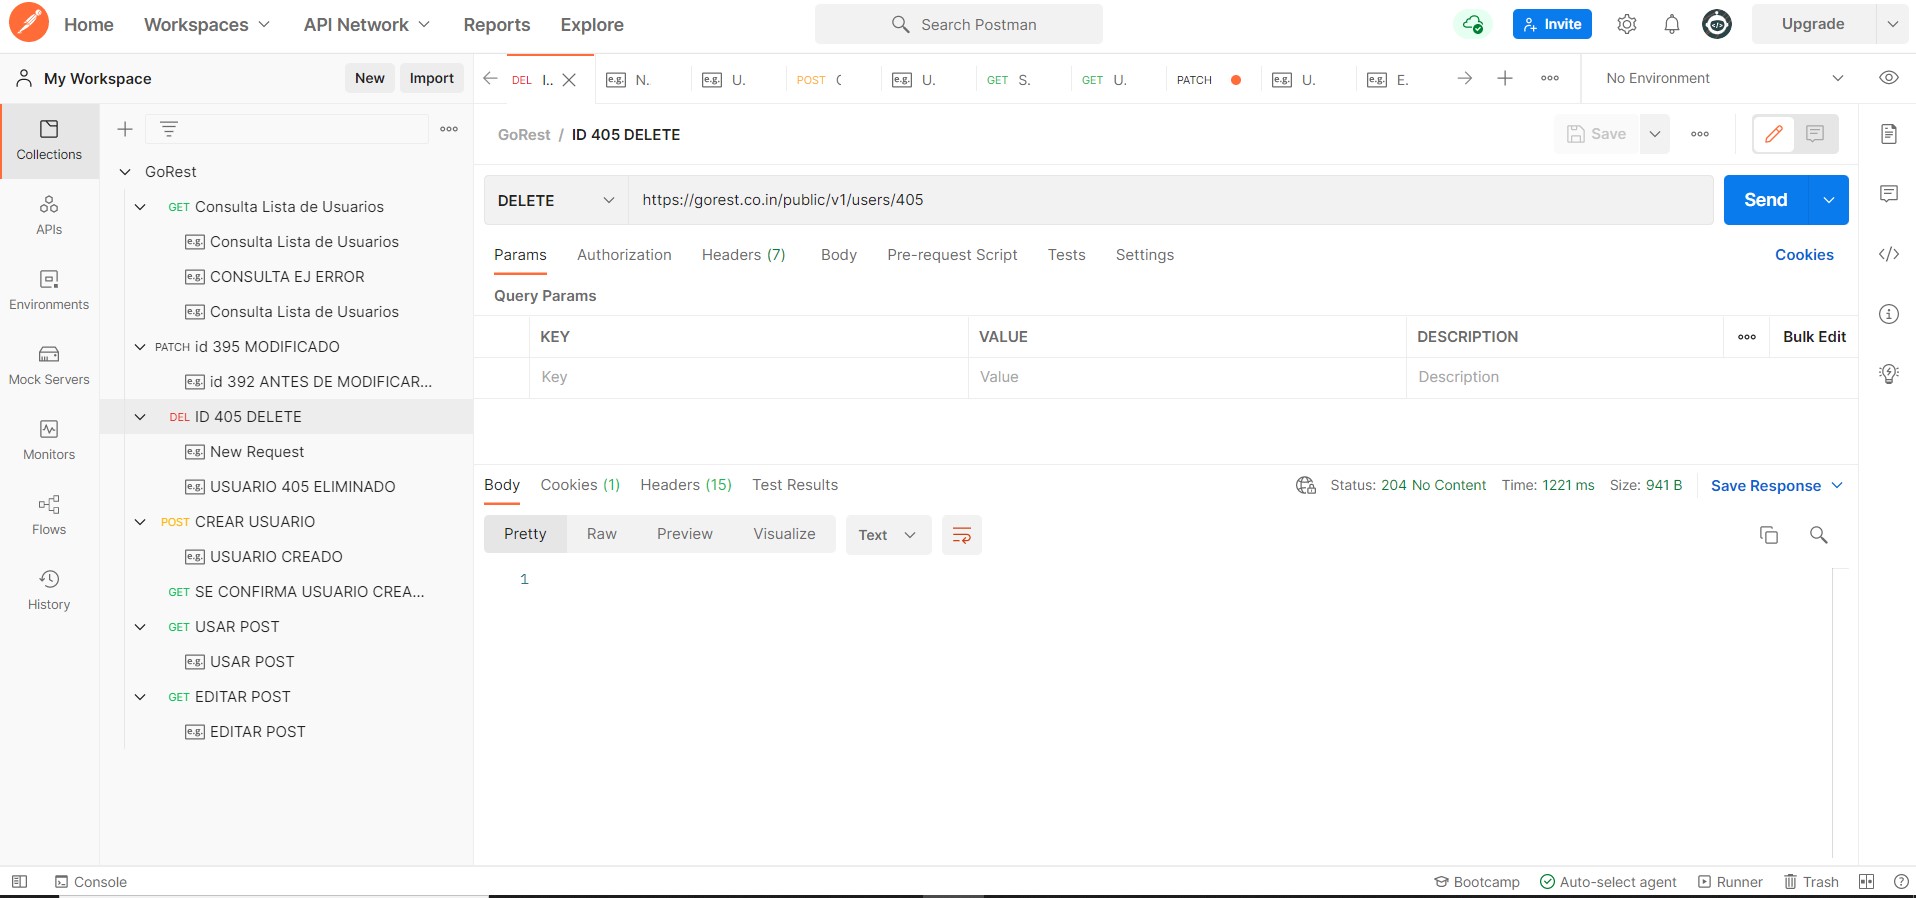 Home Workspaces API Network Reports Explore Search Postman Invite Upgrade
My Workspace New Import
DEL I.. e.g. N. e.g. U. POST e.g. U. GET S. GET U. PATCH e.g. U. e.g. E. No Environment
Collections
APIs
Environments
Mock Servers
Monitors
Flows
History
GoRest
GET Consulta Lista de Usuarios
e.g. Consulta Lista de Usuarios
e.g. CONSULTA EJ ERROR
e.g. Consulta Lista de Usuarios
PATCH id 395 MODIFICADO
e.g. id 392 ANTES DE MODIFICAR...
DEL ID 405 DELETE
e.g. New Request
e.g. USUARIO 405 ELIMINADO
POST CREAR USUARIO
e.g. USUARIO CREADO
GET SE CONFIRMA USUARIO CREA...
GET USAR POST
e.g. USAR POST
GET EDITAR POST
e.g. EDITAR POST
GoRest / ID 405 DELETE Save
DELETE https://gorest.co.in/public/v1/users/405 Send
Params Authorization Headers (7) Body Pre-request Script Tests Settings Cookies
Query Params
KEY VALUE DESCRIPTION Bulk Edit
Key Value Description
Body Cookies (1) Headers (15) Test Results Status: 204 No Content Time: 1221 ms Size: 941 B Save Response
Pretty Raw Preview Visualize Text
1
Console Bootcamp Auto-select agent Runner Trash